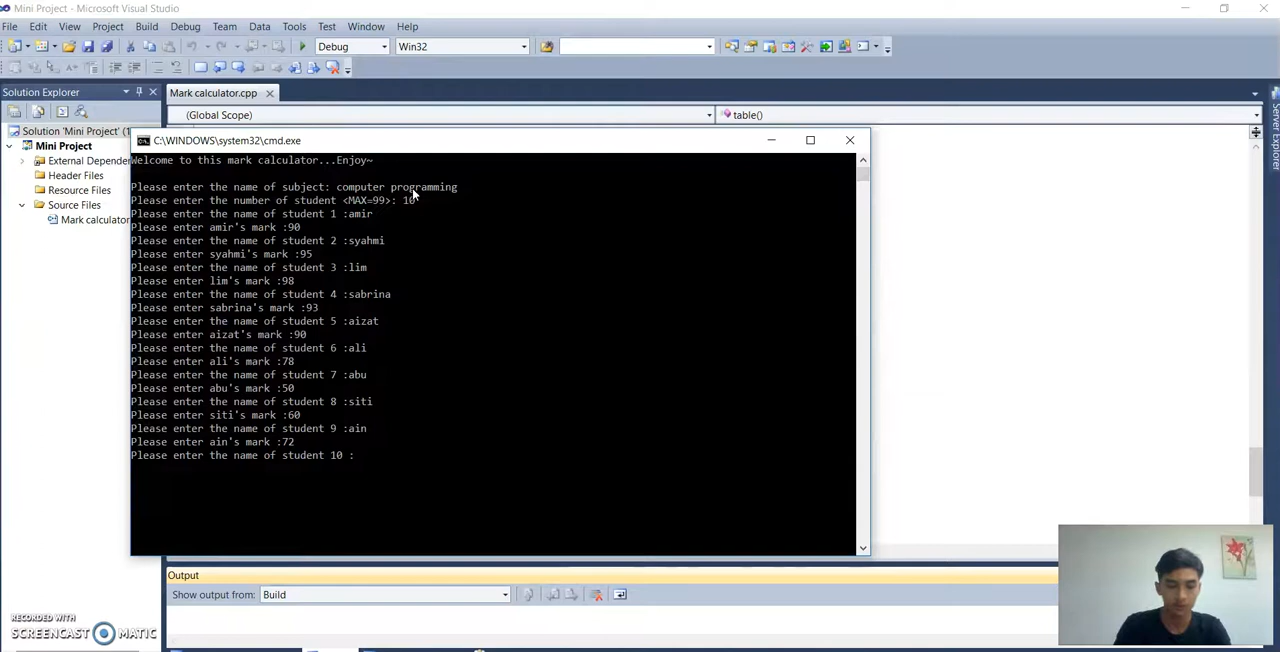 Mini Project - Microsoft Visual Studio
File Edit View Project Build Debug Team Data Tools Test Window Help
Debug Win32
Solution Explorer
Mark calculator.cpp
(Global Scope) table()
Solution 'Mini Project' (1
Mini Project
External Depende
Header Files
Resource Files
Source Files
Mark calculator
C:\WINDOWS\system32\cmd.exe
Welcome to this mark calculator...Enjoy~
Please enter the name of subject: computer programming
Please enter the number of student <MAX=99>: 10
Please enter the name of student 1 :amir
Please enter amir's mark :90
Please enter the name of student 2 :syahmi
Please enter syahmi's mark :95
Please enter the name of student 3 :lim
Please enter lim's mark :98
Please enter the name of student 4 :sabrina
Please enter sabrina's mark :93
Please enter the name of student 5 :aizat
Please enter aizat's mark :90
Please enter the name of student 6 :ali
Please enter ali's mark :78
Please enter the name of student 7 :abu
Please enter abu's mark :50
Please enter the name of student 8 :siti
Please enter siti's mark :60
Please enter the name of student 9 :ain
Please enter ain's mark :72
Please enter the name of student 10 :
Server Explorer
Output
Show output from: Build
RECORDED WITH
SCREENCAST MATIC